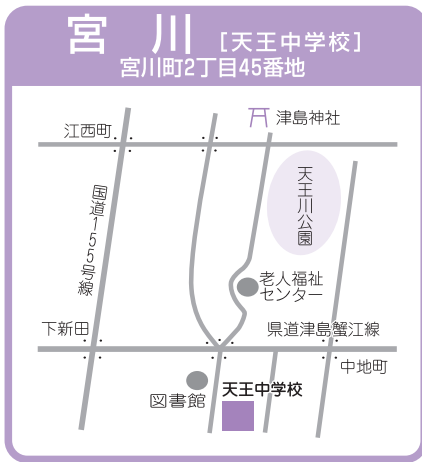 宮 川 [天王中学校]
宮川町2丁目45番地
津島神社
江西町
天王川公園
国道155号線
老人福祉
センター
下新田
県道津島蟹江線
中地町
天王中学校
図書館